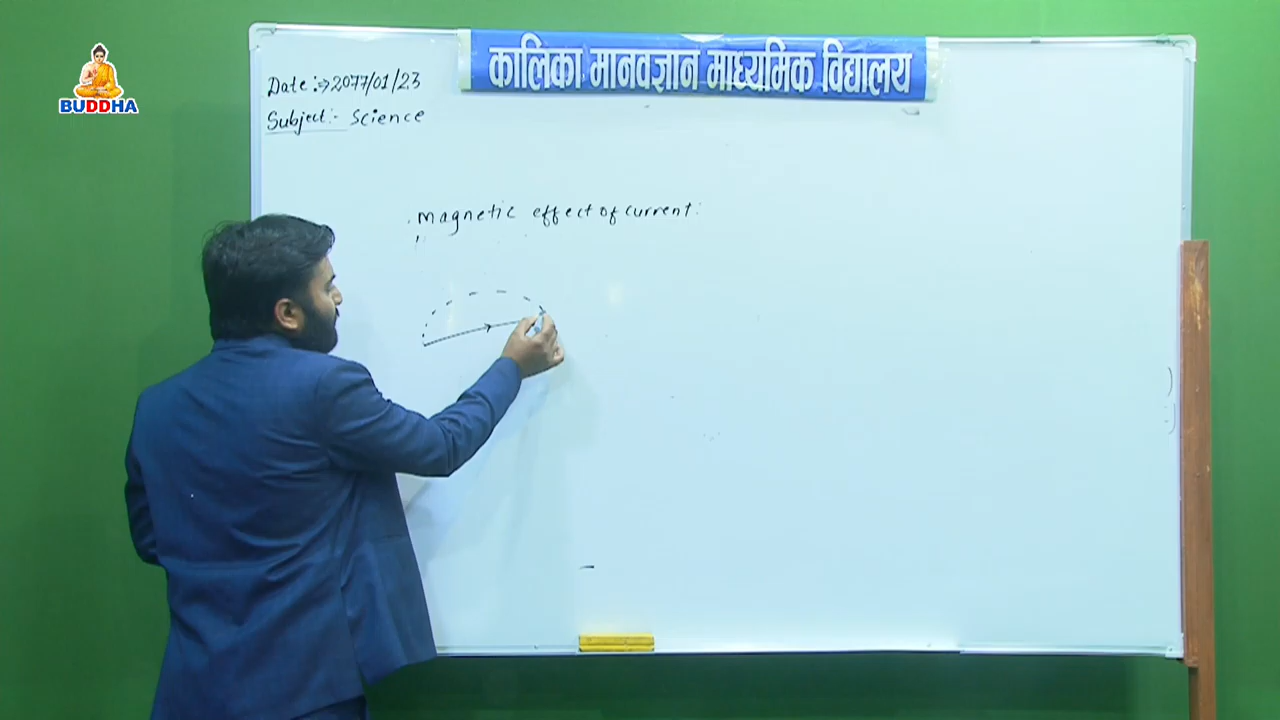 BUDDHA
कालिका मानवज्ञान माध्यमिक विद्यालय
Date:⇒2077/01/23
Subject:- Science
Magnetic effect of current: